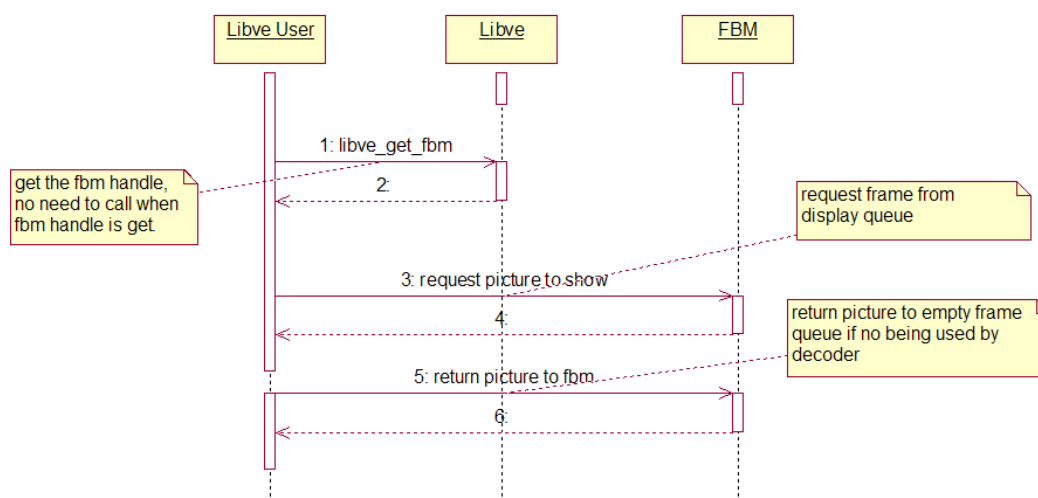 Libve User
Libve
FBM
1: libve_get_fbm
get the fbm handle,
no need to call when
fbm handle is get.
2:
request frame from
display queue
3: request picture to show
4:
return picture to empty frame
queue if no being used by
decoder
5: return picture to fbm
6: